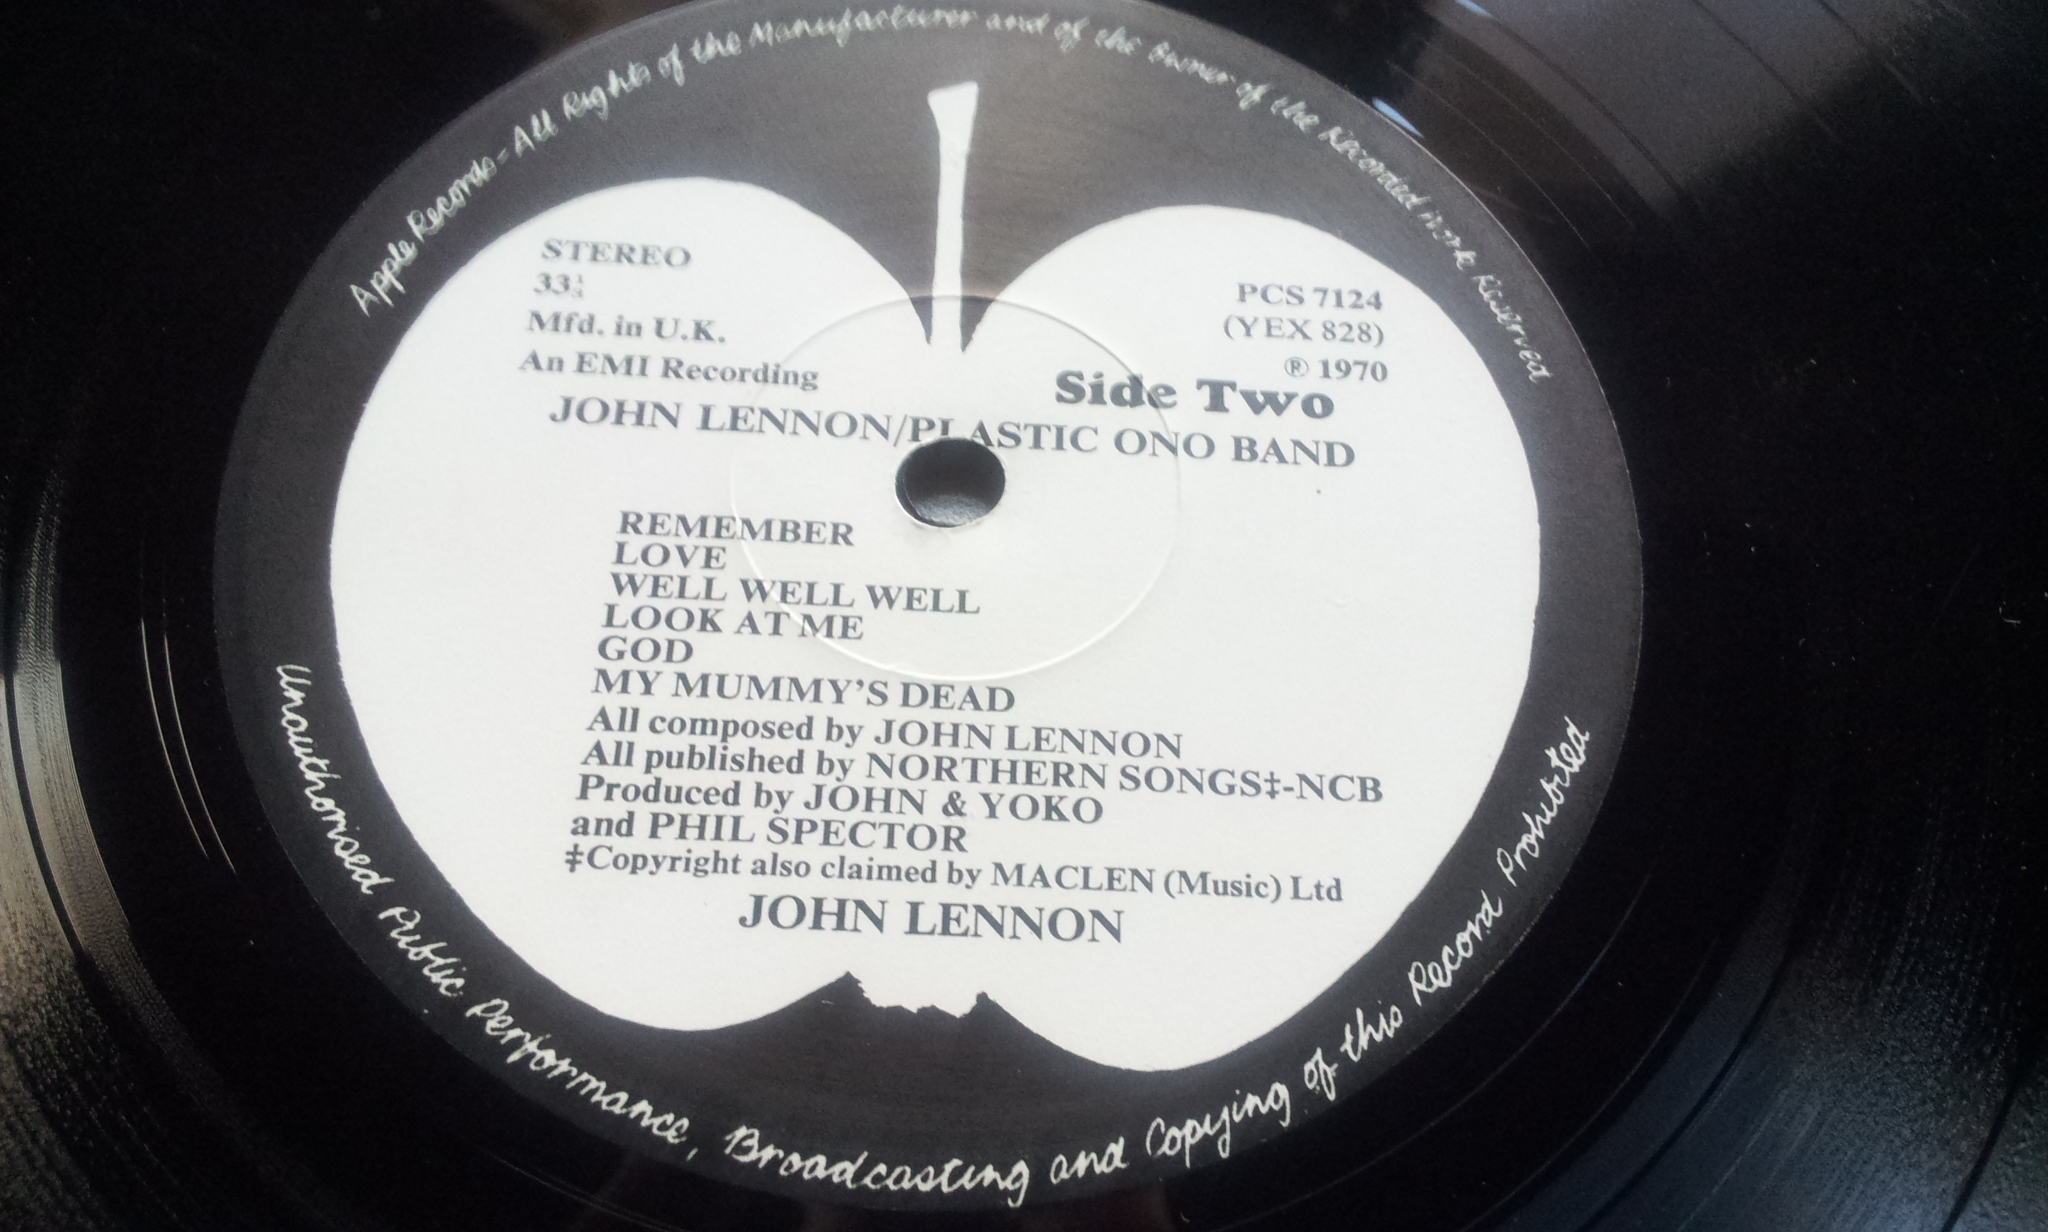 Apple Records - All Rights of the Manufacturer and of the Owner of the Recorded Work Reserved
STEREO
33⅓
Mfd. in U.K.
An EMI Recording
PCS 7124
(YEX 828)
℗ 1970
Side Two
JOHN LENNON/PLASTIC ONO BAND
REMEMBER
LOVE
WELL WELL WELL
LOOK AT ME
GOD
MY MUMMY'S DEAD
All composed by JOHN LENNON
All published by NORTHERN SONGS‡-NCB
Produced by JOHN & YOKO
and PHIL SPECTOR
‡Copyright also claimed by MACLEN (Music) Ltd
JOHN LENNON
Unauthorised Public Performance, Broadcasting and Copying of this Record Prohibited